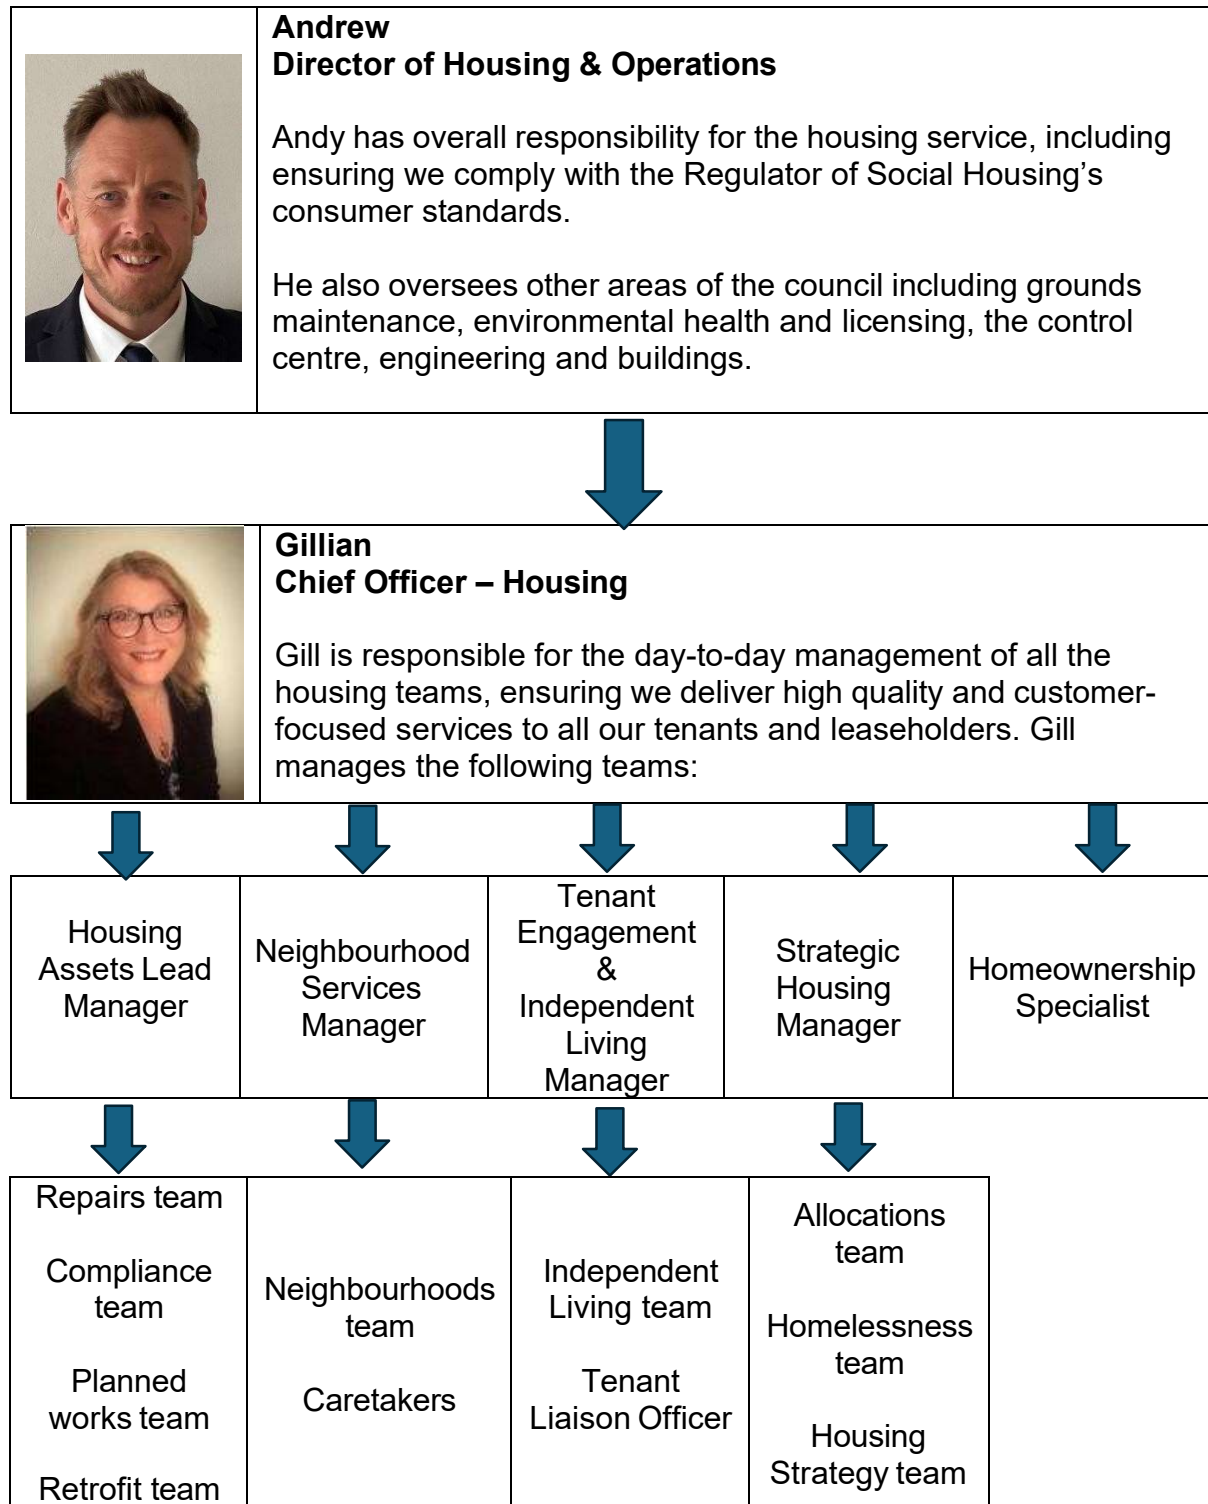 Andrew
Director of Housing & Operations
Andy has overall responsibility for the housing service, including
ensuring we comply with the Regulator of Social Housing’s
consumer standards.
He also oversees other areas of the council including grounds
maintenance, environmental health and licensing, the control
centre, engineering and buildings.
Gillian
Chief Officer – Housing
Gill is responsible for the day-to-day management of all the
housing teams, ensuring we deliver high quality and customer-
focused services to all our tenants and leaseholders. Gill
manages the following teams:
Housing
Assets Lead
Manager
Neighbourhood
Services
Manager
Tenant
Engagement
&
Independent
Living
Manager
Strategic
Housing
Manager
Homeownership
Specialist
Repairs team
Compliance
team
Planned
works team
Retrofit team
Neighbourhoods
team
Caretakers
Independent
Living team
Tenant
Liaison Officer
Allocations
team
Homelessness
team
Housing
Strategy team